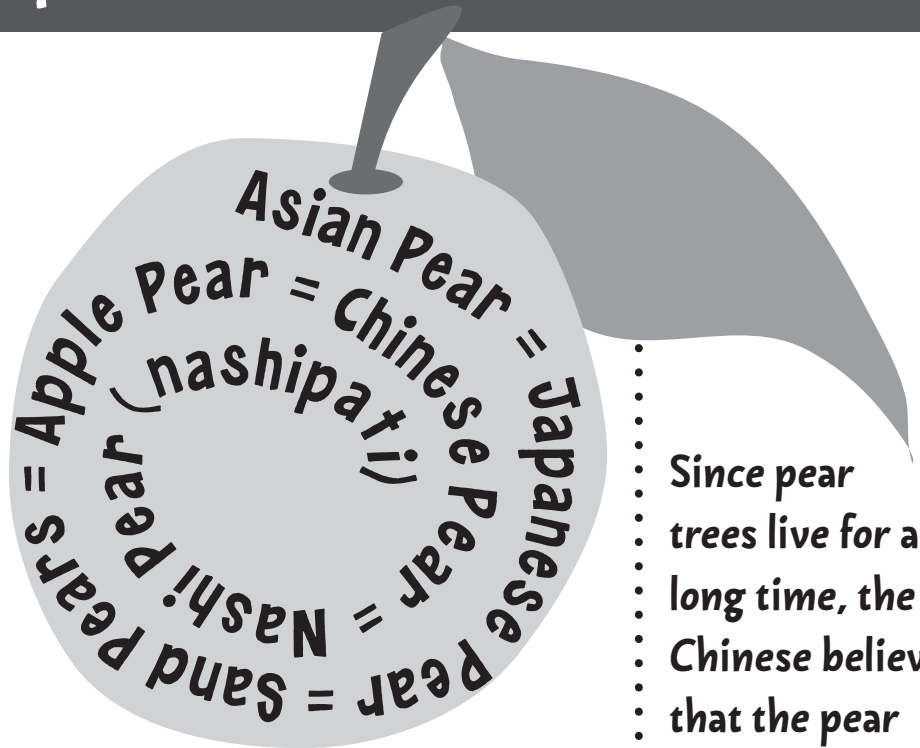 Asian Pear = Japanese Pear = Sand Pears = Apple Pear = Chinese Pear = Nashi Pear (nashipati)
Since pear
trees live for a
long time, the
Chinese believ
that the pear